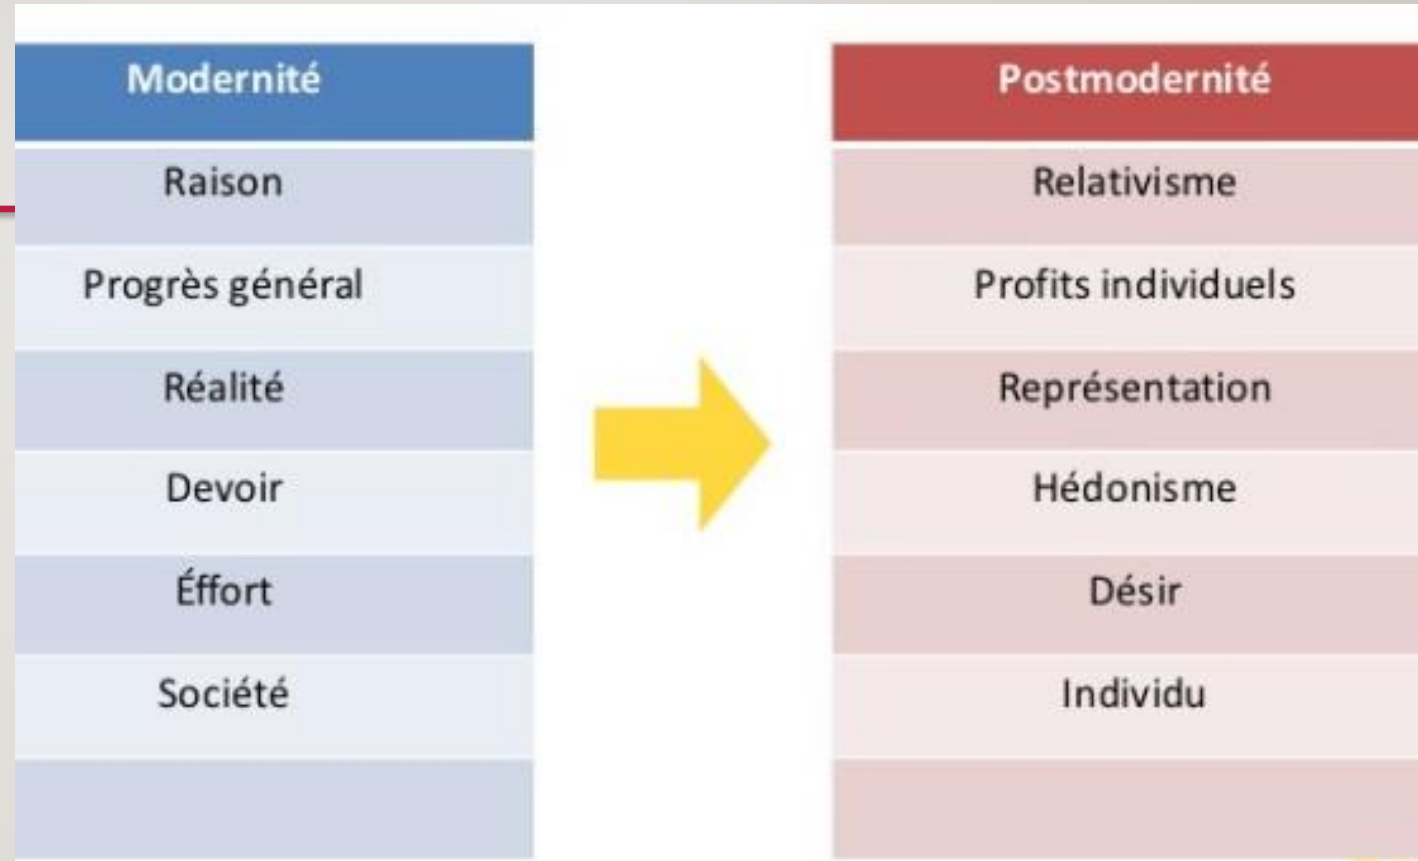 Modernité
Raison
Progrès général
Réalité
Devoir
Éffort
Société
Postmodernité
Relativisme
Profits individuels
Représentation
Hédonisme
Désir
Individu